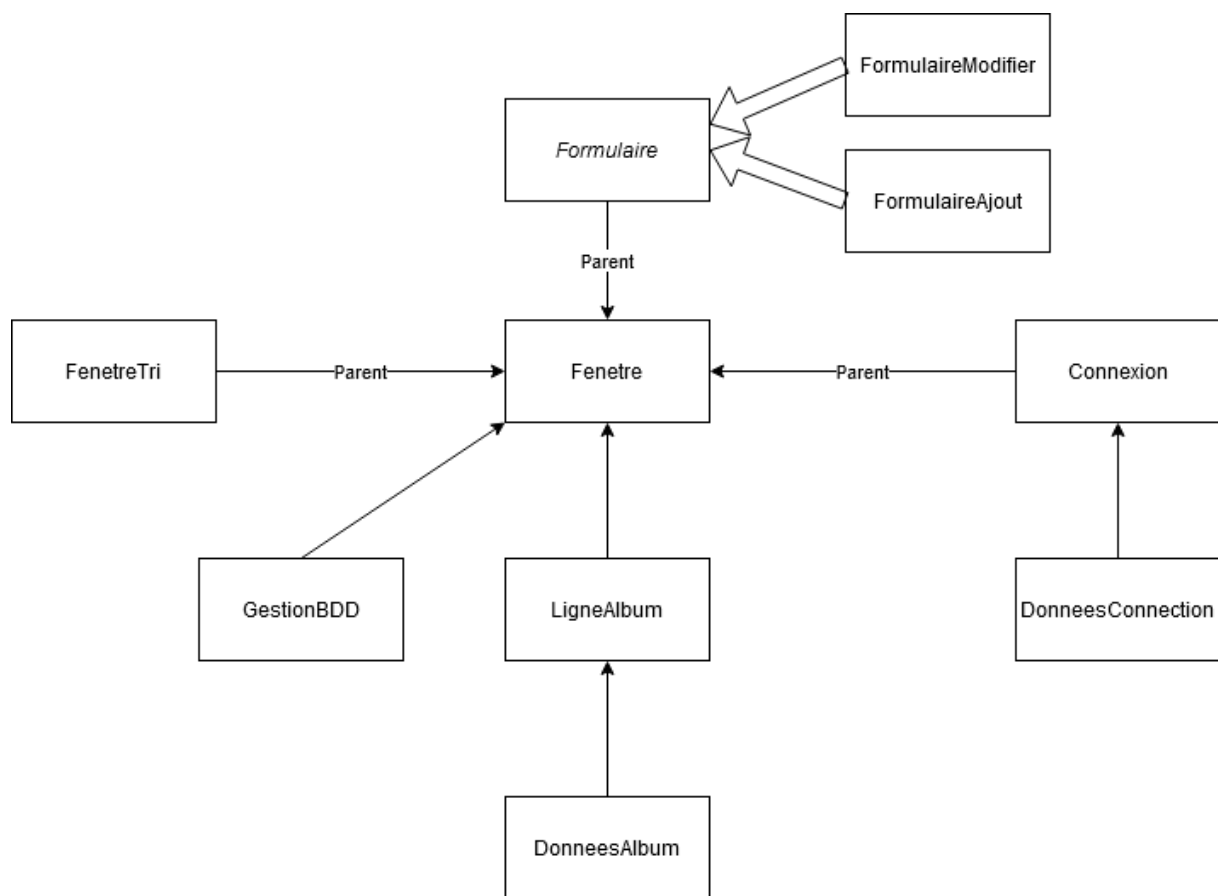 FormulaireModifier
Formulaire
FormulaireAjout
Parent
FenetreTri
Parent
Fenetre
Parent
Connexion
GestionBDD
LigneAlbum
DonneesConnection
DonneesAlbum